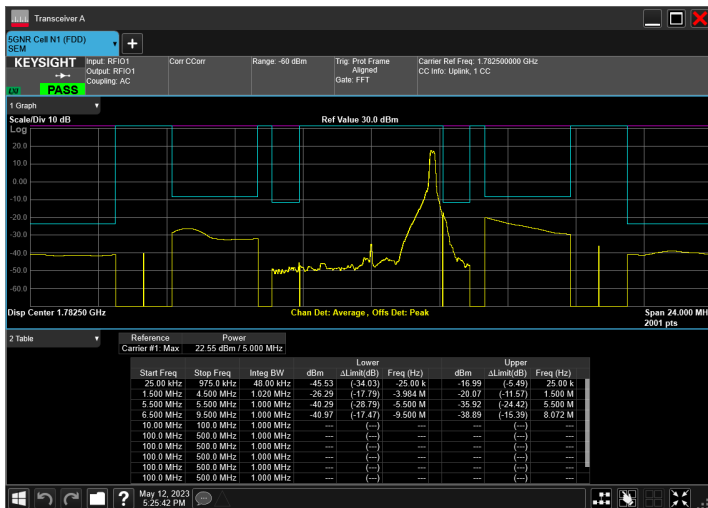 Transceiver A
5GNR Cell N1 (FDD)
SEM
KEYSIGHT
PASS
Input: RFIO1
Output: RFIO1
Coupling: AC
Corr CCorr
Range: -60 dBm
Trig: Prot Frame
Aligned
Gate: FFT
Carrier Ref Freq: 1.782500000 GHz
CC Info: Uplink, 1 CC
1 Graph
Scale/Div 10 dB Ref Value 30.0 dBm
Log
20.0
10.0
0.00
-10.0
-20.0
-30.0
-40.0
-50.0
-60.0
Disp Center 1.78250 GHz Chan Det: Average, Offs Det: Peak Span 24.000 MH
2001 pts
2 Table
Reference Power
Carrier #1: Max 22.55 dBm / 5.000 MHz
Lower Upper
Start Freq Stop Freq Integ BW dBm ΔLimit(dB) Freq (Hz) dBm ΔLimit(dB) Freq (Hz)
25.00 kHz 975.0 kHz 48.00 kHz -45.53 (-34.03) -25.00 k -16.99 (-5.49) 25.00 k
1.500 MHz 4.500 MHz 1.020 MHz -26.29 (-17.79) -3.984 M -20.07 (-11.57) 1.500 M
5.500 MHz 5.500 MHz 1.000 MHz -40.29 (-28.79) -5.500 M -35.92 (-24.42) 5.500 M
6.500 MHz 9.500 MHz 1.000 MHz -40.97 (-17.47) -9.500 M -38.89 (-15.39) 8.072 M
10.00 MHz 100.0 MHz 1.000 MHz --- (---) --- --- (---) ---
100.0 MHz 500.0 MHz 1.000 MHz --- (---) --- --- (---) ---
100.0 MHz 500.0 MHz 1.000 MHz --- (---) --- --- (---) ---
100.0 MHz 500.0 MHz 1.000 MHz --- (---) --- --- (---) ---
100.0 MHz 500.0 MHz 1.000 MHz --- (---) --- --- (---) ---
100.0 MHz 500.0 MHz 1.000 MHz --- (---) --- --- (---) ---
May 12, 2023
5:25:42 PM